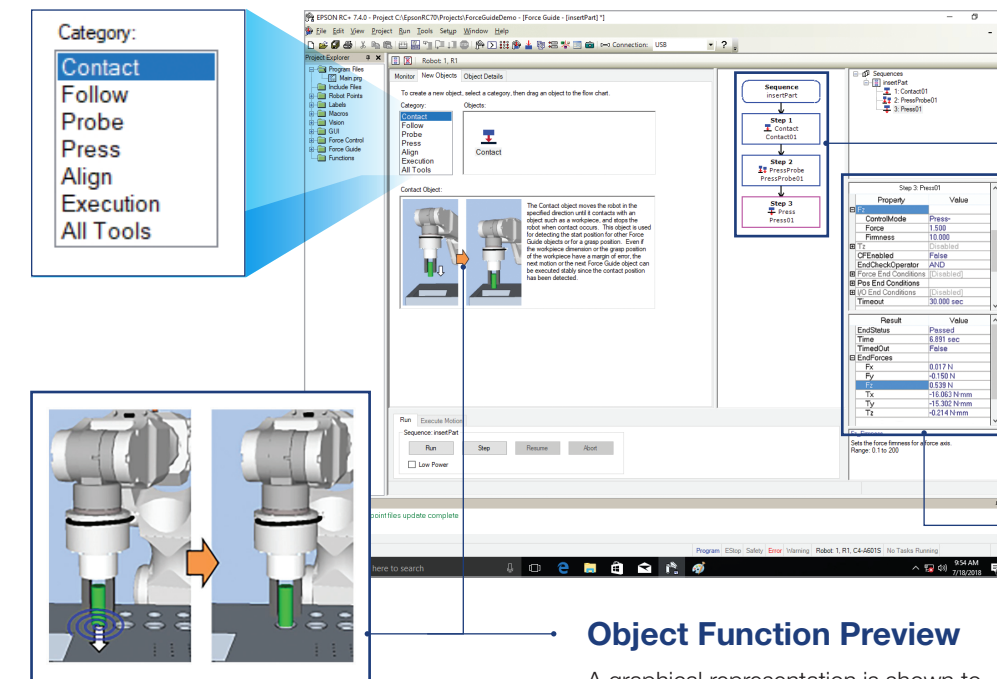 Category:
Contact
Follow
Probe
Press
Align
Execution
All Tools
EPSON RC+ 7.4.0 - Project C:\EpsonRC70\Projects\ForceGuideDemo - [Force Guide - [insertPart] *]
File Edit View Project Run Tools Setup Window Help
Connection: USB
Project Explorer
Program Files
Main.prg
Include Files
Robot Points
Labels
Macros
Vision
GUI
Force Control
Force Guide
Functions
Robot: 1, R1
Monitor New Objects Object Details
To create a new object, select a category, then drag an object to the flow chart.
Category: Objects:
Contact
Follow
Probe
Press
Align
Execution
All Tools
Contact
Contact Object:
The Contact object moves the robot in the
specified direction until it contacts with an
object such as a workpiece, and stops the
robot when contact occurs. This object is used
for detecting the start position for other Force
Guide objects or for a grasp position. Even if
the workpiece dimension or the grasp position
of the workpiece have a margin of error, the
next motion or the next Force Guide object can
be executed stably since the contact position
has been detected.
Run Execute Motion
Sequence: insertPart
Run Step Resume Abort
Low Power
Sequence
insertPart
Step 1
Contact
Contact01
Step 2
PressProbe
PressProbe01
Step 3
Press
Press01
Sequences
insertPart
1: Contact01
2: PressProbe01
3: Press01
Step 3: Press01
Property Value
Fz
ControlMode Press-
Force 1.500
Firmness 10.000
Tz Disabled
CFEnabled False
EndCheckOperator AND
Force End Conditions [Disabled]
Pos End Conditions
I/O End Conditions [Disabled]
Timeout 30.000 sec
Result Value
EndStatus Passed
Time 6.891 sec
TimedOut False
EndForces
Fx 0.017 N
Fy -0.150 N
Fz 0.539 N
Tx -16.063 N·mm
Ty -15.302 N·mm
Tz -0.214 N·mm
Fz_Firmness
Sets the force firmness for a force axis.
Range: 0.1 to 200
point files update complete
Program EStop Safety Error Warning Robot: 1, R1, C4-A601S No Tasks Running
here to search
9:54 AM
7/18/2018
Object Function Preview
A graphical representation is shown to